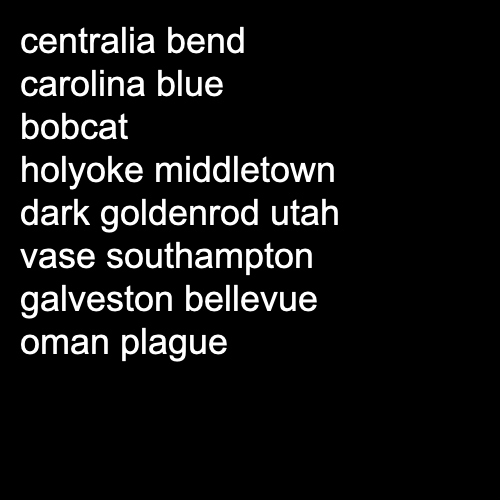 centralia bend
carolina blue
bobcat
holyoke middletown
dark goldenrod utah
vase southampton
galveston bellevue
oman plague